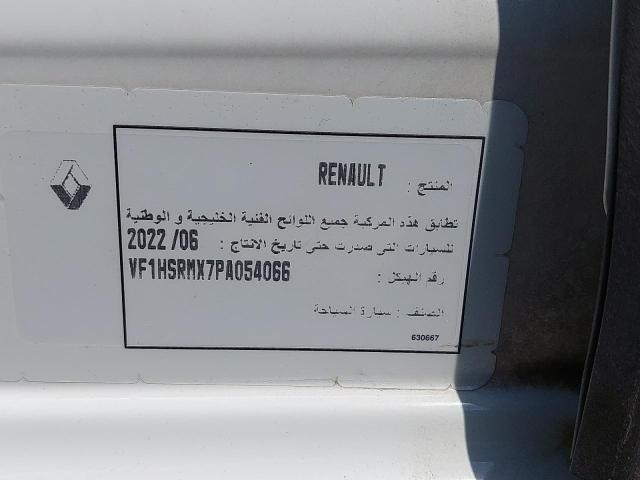 المنتج : RENAULT
تطابق هذه المركبة جميع اللوائح الفنية الخليجية و الوطنية
للسيارات التى صدرت حتى تاريخ الانتاج : 2022 /06
رقم الهيكل : VF1HSRMX7PA054066
الصنف : سيارة السياحة
630667